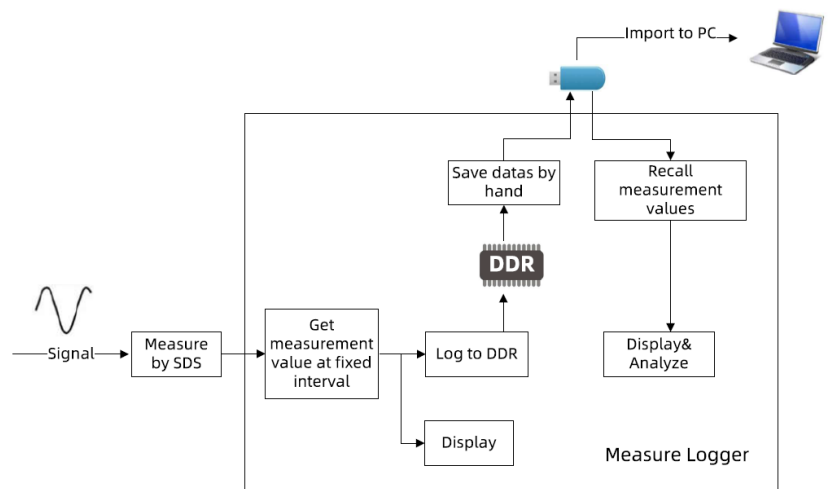 Import to PC
Save datas by
hand
Recall
measurement
values
DDR
Signal
Measure
by SDS
Get
measurement
value at fixed
interval
Log to DDR
Display&
Analyze
Display
Measure Logger